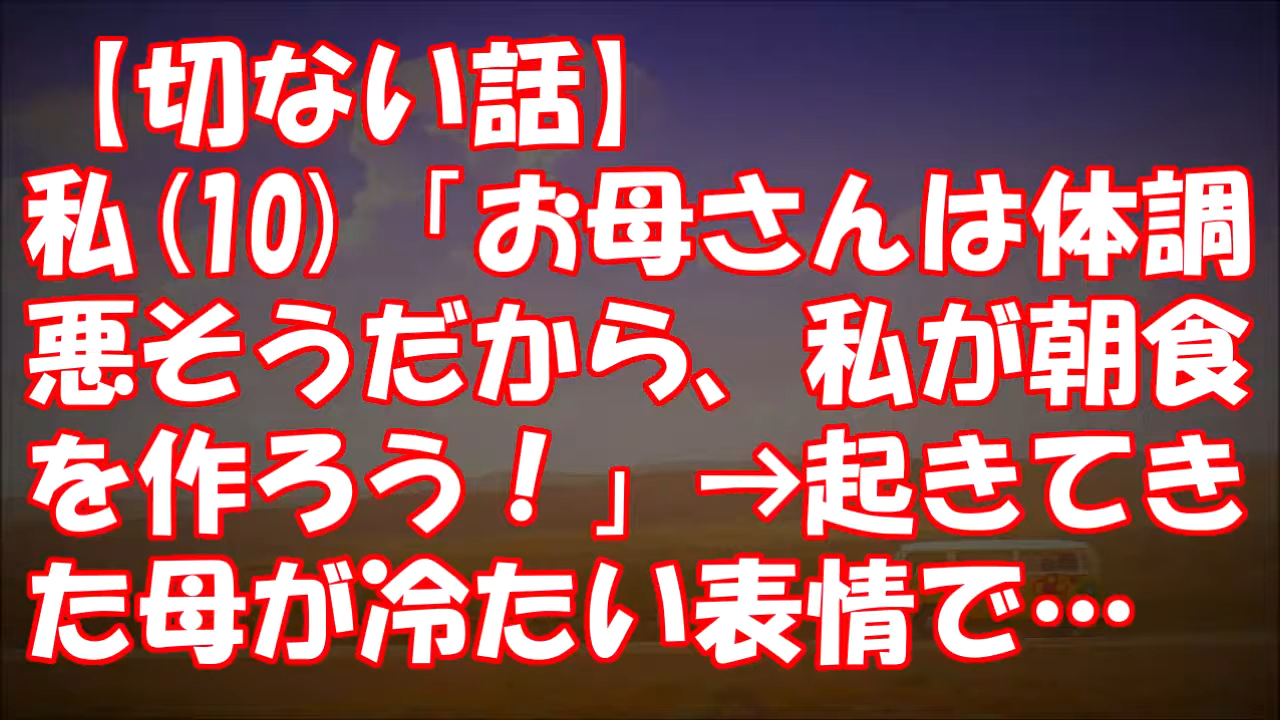 【切ない話】
私(10)「お母さんは体調
悪そうだから、私が朝食
を作ろう！」→起きてき
た母が冷たい表情で…